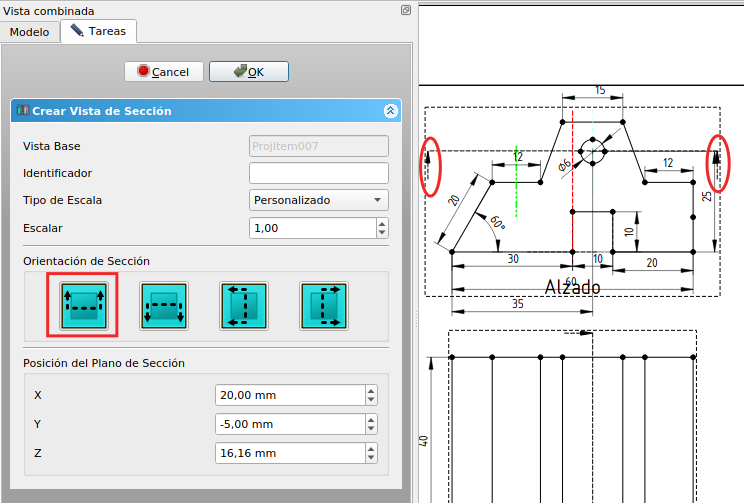 Vista combinada
Modelo
Tareas
Cancel
OK
Crear Vista de Sección
Vista Base
ProjItem007
Identificador
Tipo de Escala
Personalizado
Escalar
1,00
Orientación de Sección
Posición del Plano de Sección
X
20,00 mm
Y
-5,00 mm
Z
16,16 mm
15
12
Ø6
12
20
60°
10
25
30
10
20
60
Alzado
35
40